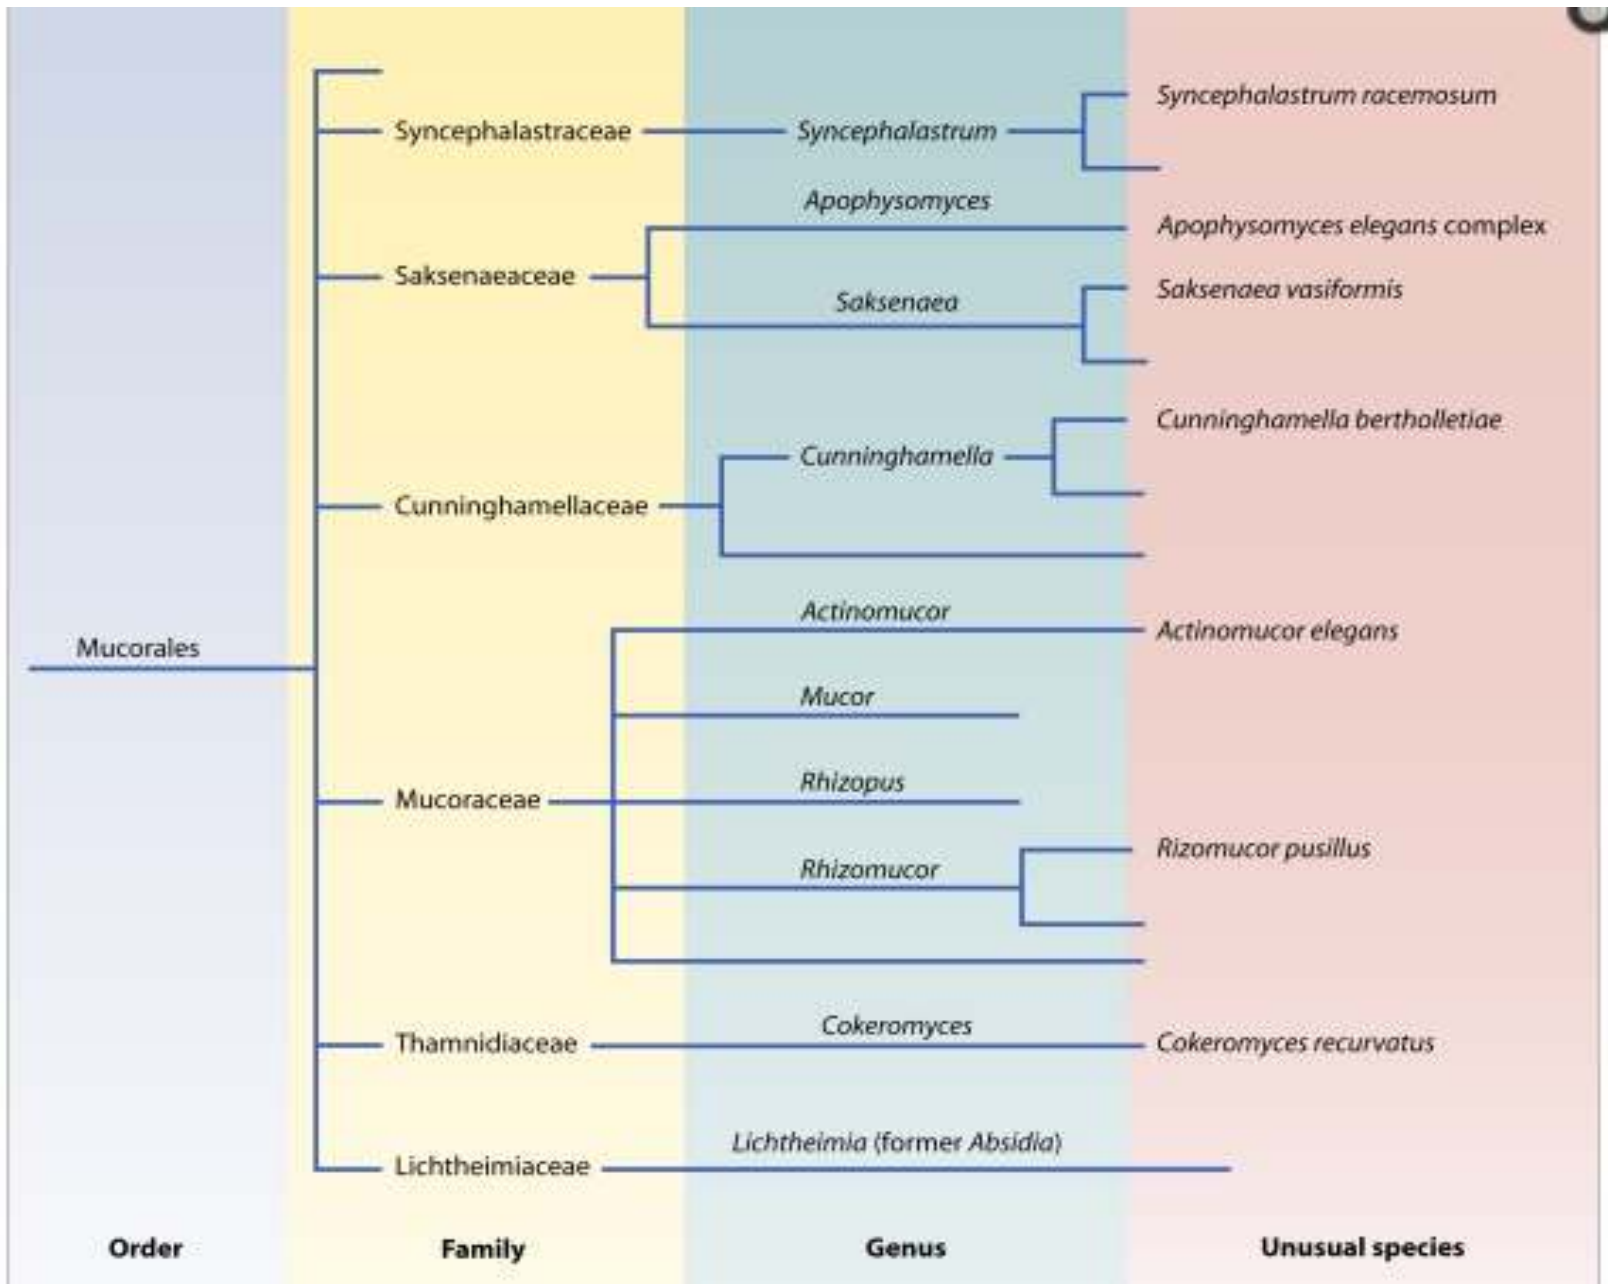 Syncephalastrum racemosum
Syncephalastraceae
Syncephalastrum
Apophysomyces
Apophysomyces elegans complex
Saksenaeaceae
Saksenaea
Saksenaea vasiformis
Cunninghamella bertholletiae
Cunninghamella
Cunninghamellaceae
Actinomucor
Actinomucor elegans
Mucorales
Mucor
Rhizopus
Mucoraceae
Rizomucor pusillus
Rhizomucor
Cokeromyces
Thamnidiaceae
Cokeromyces recurvatus
Lichtheimia (former Absidia)
Lichtheimiaceae
Order
Family
Genus
Unusual species